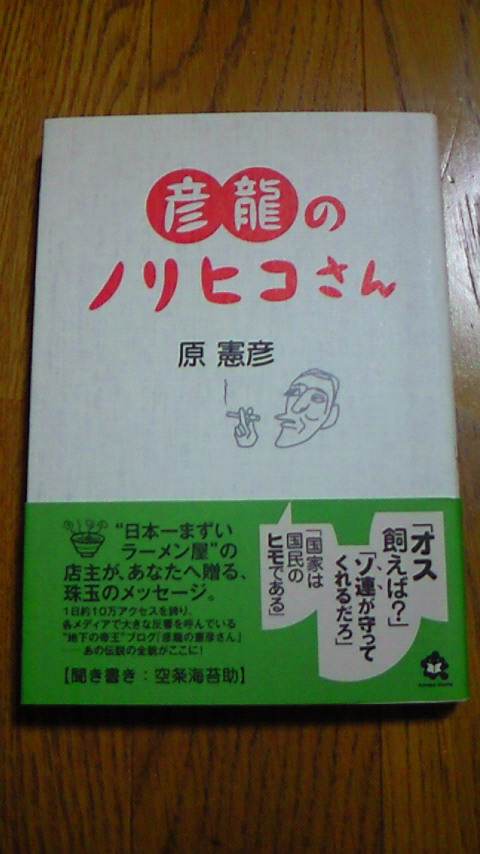 彦龍の
ノリヒコさん
原 憲彦
“日本一まずい
ラーメン屋”の
店主が、あなたへ贈る、
珠玉のメッセージ。
1日約10万アクセスを誇り、
各メディアで大きな反響を呼んでいる
“地下の帝王”ブログ「彦龍の憲彦さん」
──あの伝説の全貌がここに!
【聞き書き：空条海苔助】
「オス
飼えば?」
「ソ連が守って
くれるだろ」
「国家は
国民の
ヒモである」